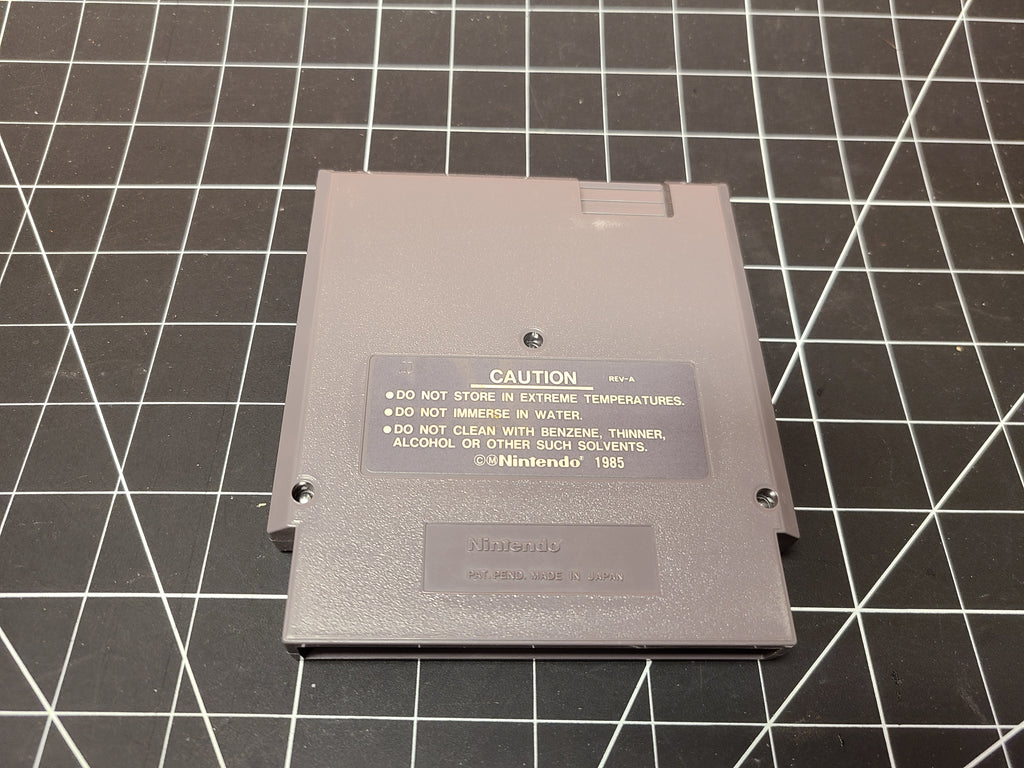 CAUTION REV-A
●DO NOT STORE IN EXTREME TEMPERATURES.
●DO NOT IMMERSE IN WATER.
●DO NOT CLEAN WITH BENZENE, THINNER,
ALCOHOL OR OTHER SUCH SOLVENTS.
©ⓂNintendo® 1985
Nintendo®
PAT. PEND. MADE IN JAPAN